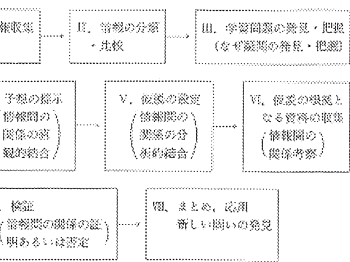 報収集
II、情報の分類
・比較
III、学習問題の発見・把握
(なぜ疑問の発見・把握)
予想の提示
情報間の
関係の直
観的結合
V、仮説の設定
情報間の
関係の分
析的結合
VI、仮説の根拠と
なる資料の収集
情報間の
関係考察
検証
情報間の関係の証
明あるいは否定
VIII、まとめ、応用
新しい問いの発見